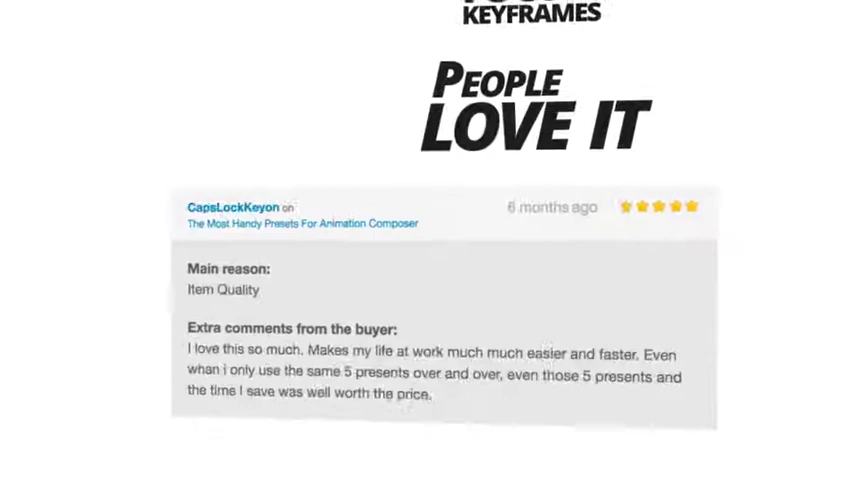 KEYFRAMES
PEOPLE
LOVE IT
CapsLockKeyon on
6 months ago
The Most Handy Presets For Animation Composer
Main reason:
Item Quality
Extra comments from the buyer:
I love this so much. Makes my life at work much much easier and faster. Even
whan i only use the same 5 presents over and over, even those 5 presents and
the time I save was well worth the price.